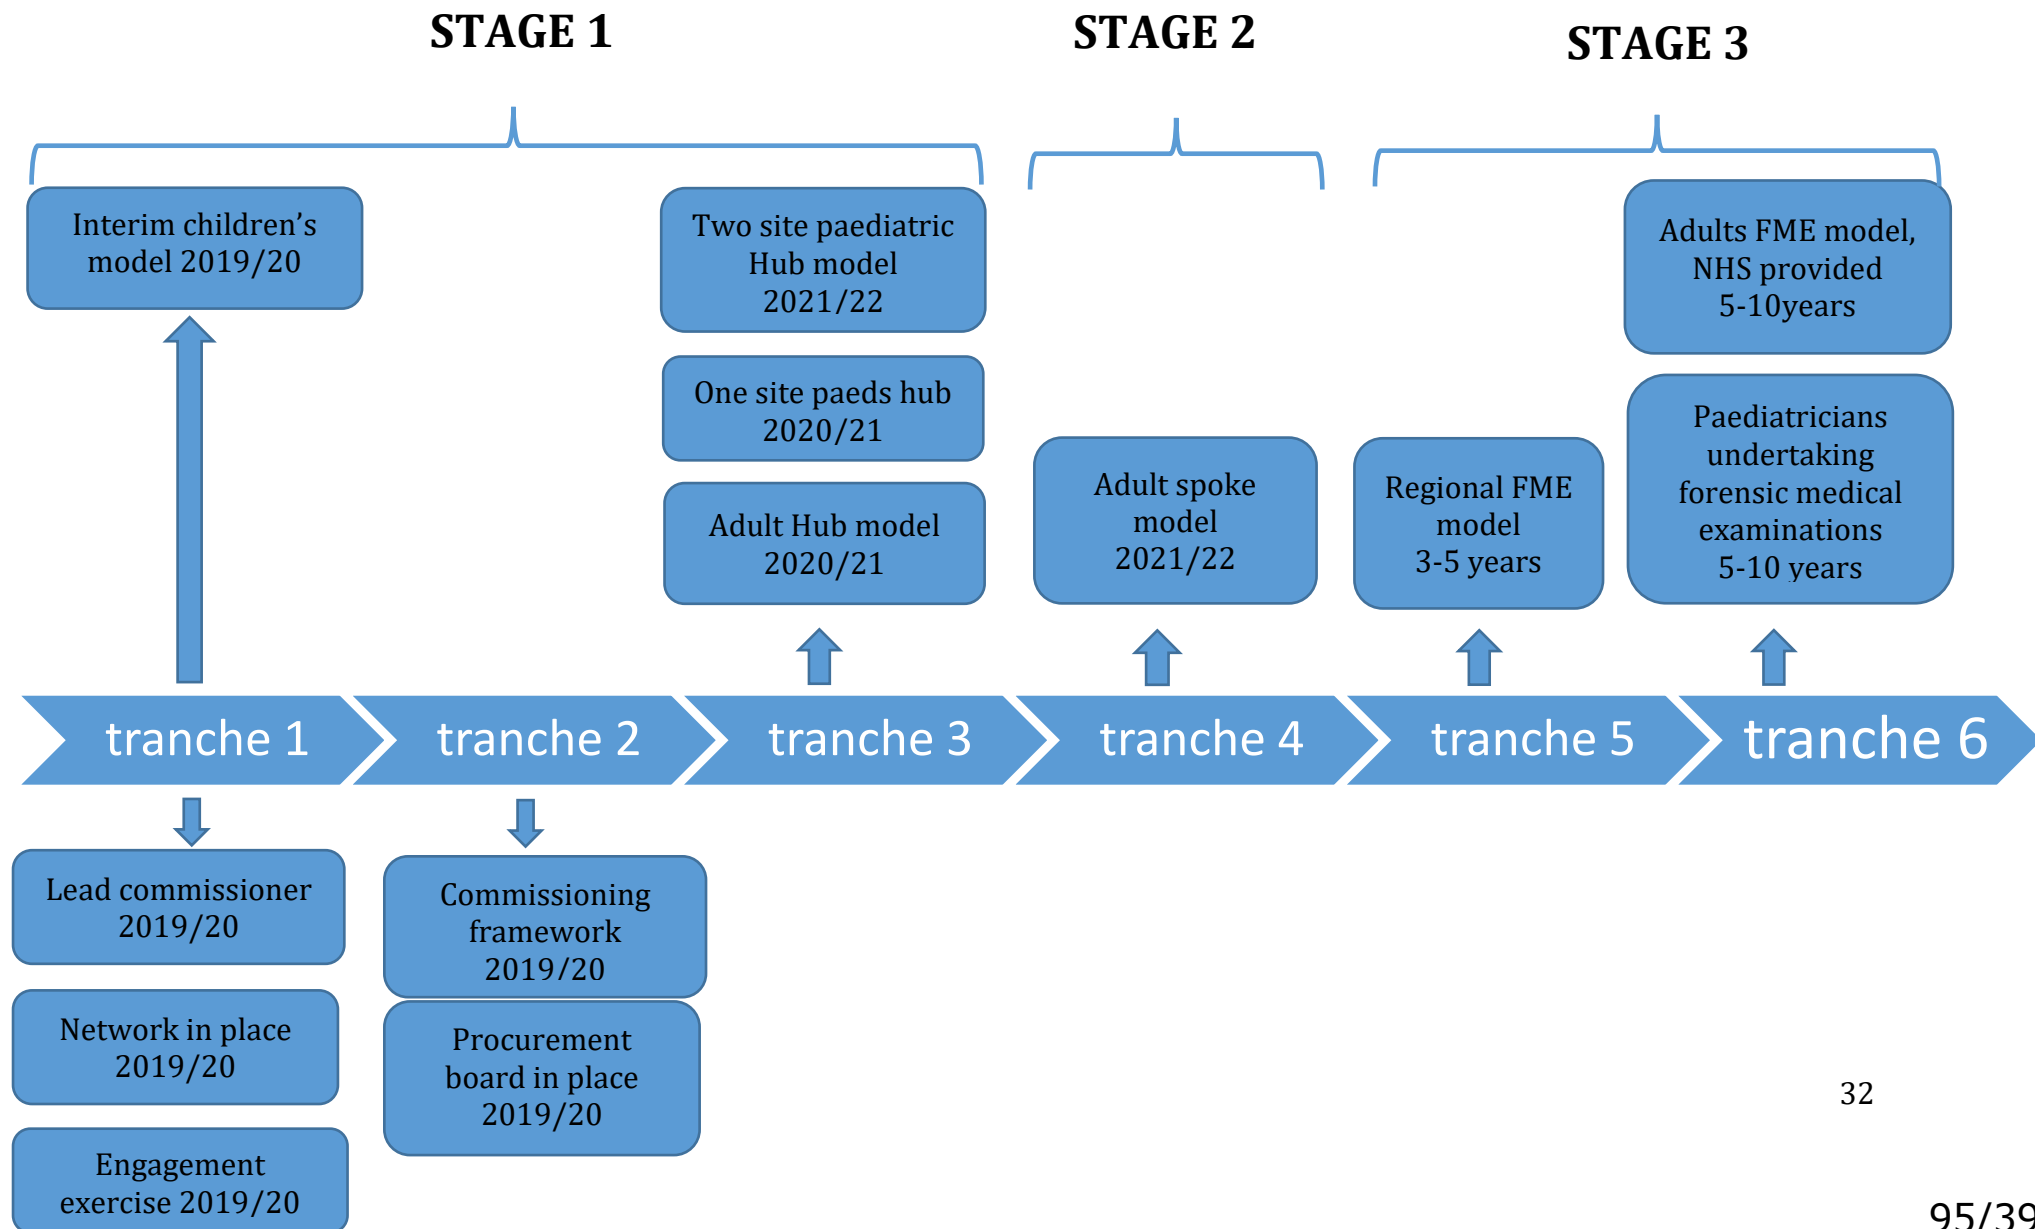 STAGE 1
STAGE 2
STAGE 3
Interim children’s
model 2019/20
Two site paediatric
Hub model
2021/22
One site paeds hub
2020/21
Adult Hub model
2020/21
Adult spoke
model
2021/22
Regional FME
model
3-5 years
Adults FME model,
NHS provided
5-10years
Paediatricians
undertaking
forensic medical
examinations
5-10 years
tranche 1
tranche 2
tranche 3
tranche 4
tranche 5
tranche 6
Lead commissioner
2019/20
Network in place
2019/20
Engagement
exercise 2019/20
Commissioning
framework
2019/20
Procurement
board in place
2019/20
32
95/39